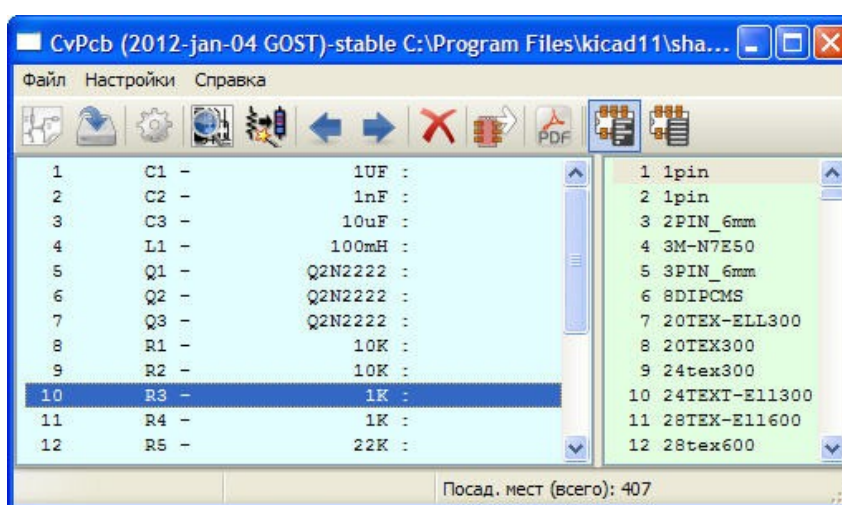 CvPcb (2012-jan-04 GOST)-stable C:\Program Files\kicad11\sha...
Файл Настройки Справка
PDF
1 C1 - 1UF :
2 C2 - 1nF :
3 C3 - 10uF :
4 L1 - 100mH :
5 Q1 - Q2N2222 :
6 Q2 - Q2N2222 :
7 Q3 - Q2N2222 :
8 R1 - 10K :
9 R2 - 10K :
10 R3 - 1K :
11 R4 - 1K :
12 R5 - 22K :
1 1pin
2 1pin
3 2PIN_6mm
4 3M-N7E50
5 3PIN_6mm
6 8DIPCMS
7 20TEX-ELL300
8 20TEX300
9 24tex300
10 24TEXT-Ell300
11 28TEX-Ell600
12 28tex600
Посад. мест (всего): 407